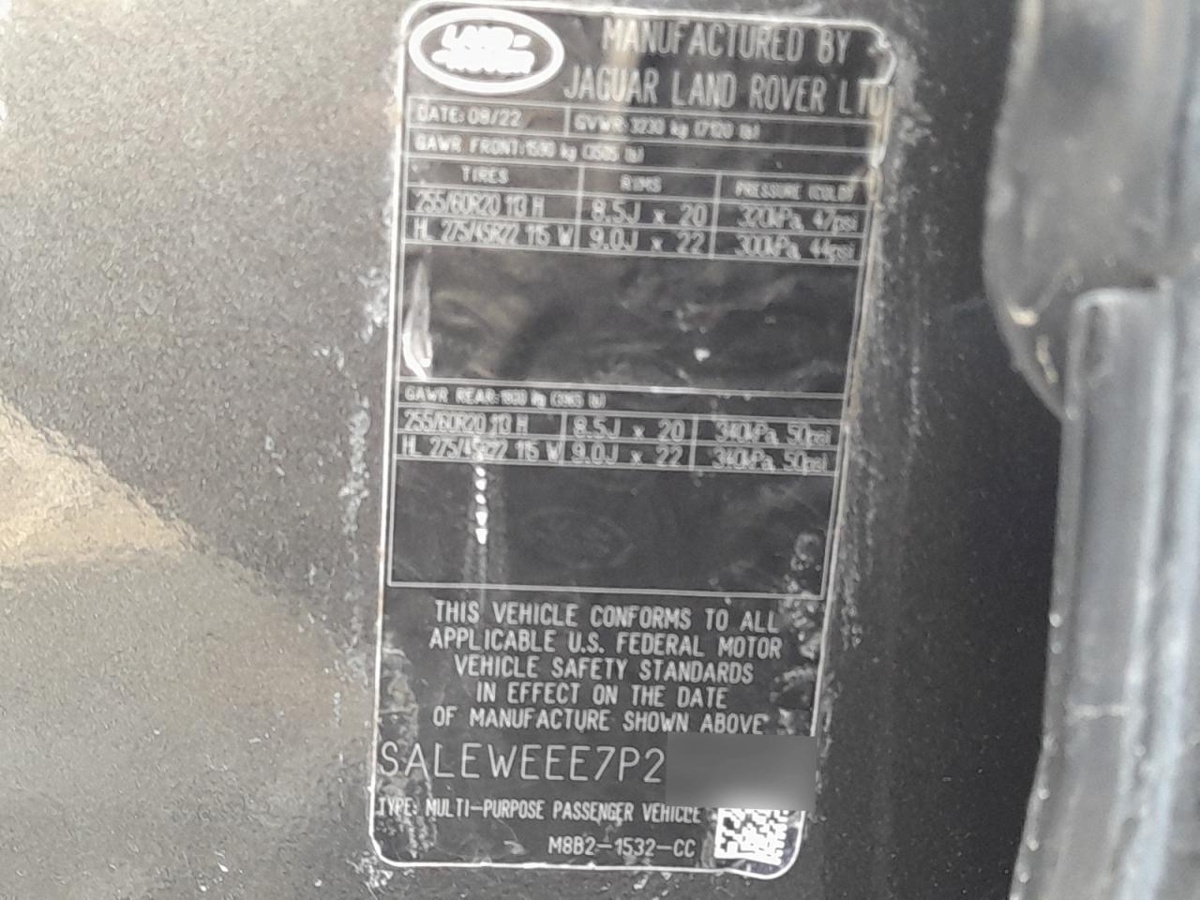 LAND ROVER
MANUFACTURED BY
JAGUAR LAND ROVER LTD
DATE: 08/22 GVWR: 3230 kg (7120 lb)
GAWR FRONT: 1590 kg (3505 lb)
TIRES RIMS PRESSURE (COLD)
255/60R20 113 H 8.5J x 20 320kPa, 47psi
HL 275/45R22 115 W 9.0J x 22 300kPa, 44psi
GAWR REAR: kg lb)
255/60R20 113 H 8.5J x 20 340kPa, 50psi
HL 275/45R22 115 W 9.0J x 22 340kPa, 50psi
THIS VEHICLE CONFORMS TO ALL
APPLICABLE U.S. FEDERAL MOTOR
VEHICLE SAFETY STANDARDS
IN EFFECT ON THE DATE
OF MANUFACTURE SHOWN ABOVE
SALEWEEE7P2
TYPE: MULTI-PURPOSE PASSENGER VEHICLE
M8B2-1532-CC